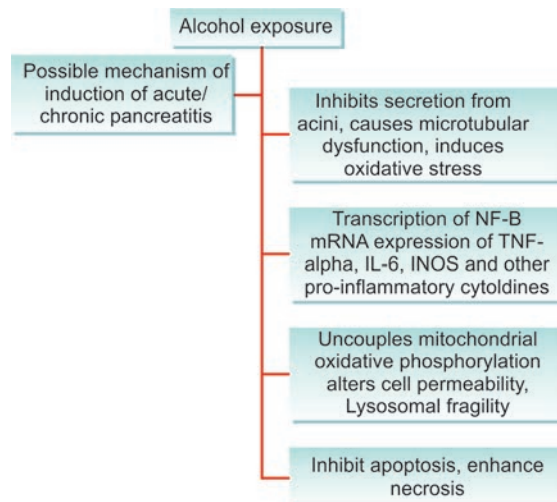 Alcohol exposure
Possible mechanism of
induction of acute/
chronic pancreatitis
Inhibits secretion from
acini, causes microtubular
dysfunction, induces
oxidative stress
Transcription of NF-B
mRNA expression of TNF-
alpha, IL-6, INOS and other
pro-inflammatory cytoldines
Uncouples mitochondrial
oxidative phosphorylation
alters cell permeability,
Lysosomal fragility
Inhibit apoptosis, enhance
necrosis